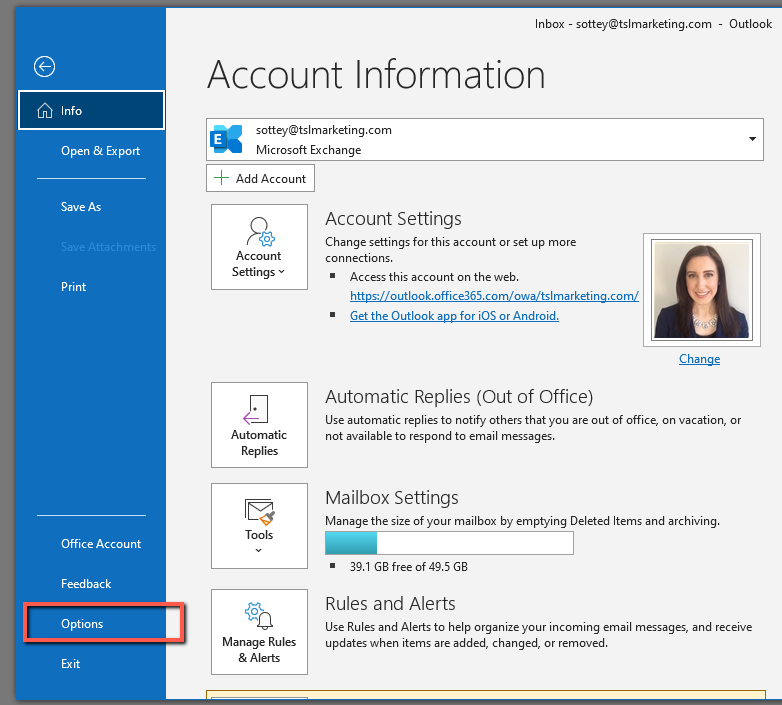 Inbox - sottey@tslmarketing.com - Outlook
Account Information
Info
Open & Export
Save As
Save Attachments
Print
Office Account
Feedback
Options
Exit
E
sottey@tslmarketing.com
Microsoft Exchange
Add Account
Account
Settings
Account Settings
Change settings for this account or set up more
connections.
Access this account on the web.
https://outlook.office365.com/owa/tslmarketing.com/
Get the Outlook app for iOS or Android.
Change
Automatic
Replies
Automatic Replies (Out of Office)
Use automatic replies to notify others that you are out of office, on vacation, or
not available to respond to email messages.
Tools
Mailbox Settings
Manage the size of your mailbox by emptying Deleted Items and archiving.
39.1 GB free of 49.5 GB
Manage Rules
& Alerts
Rules and Alerts
Use Rules and Alerts to help organize your incoming email messages, and receive
updates when items are added, changed, or removed.